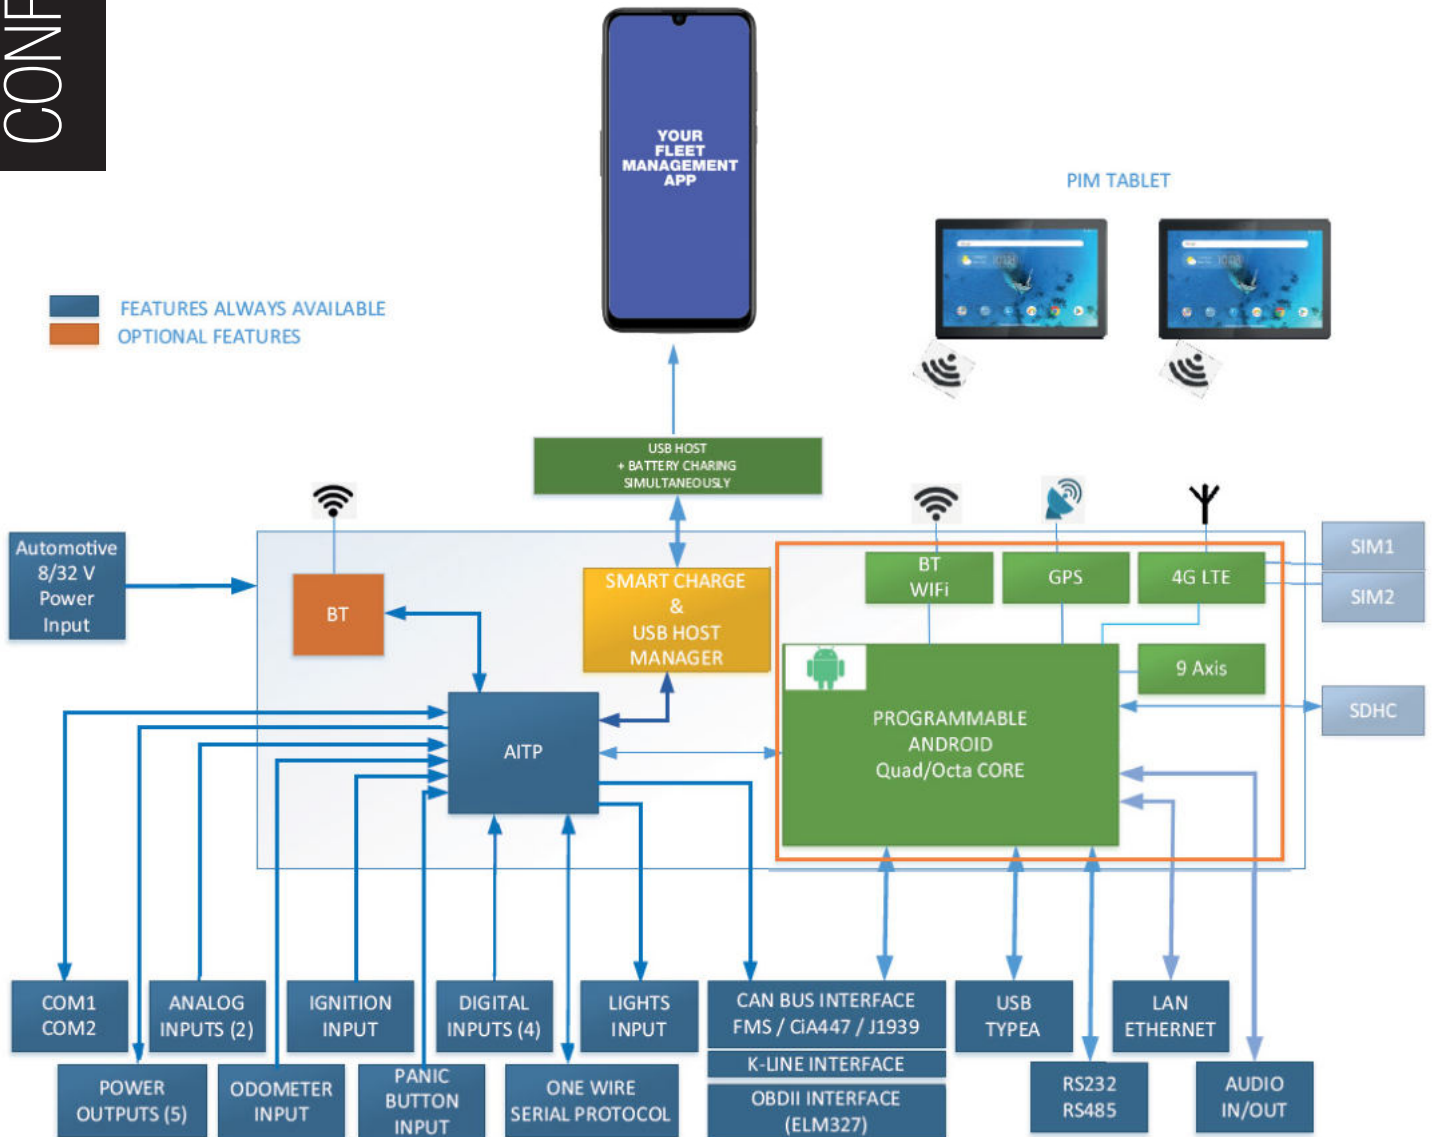 CONF
YOUR
FLEET
MANAGEMENT
APP
PIM TABLET
FEATURES ALWAYS AVAILABLE
OPTIONAL FEATURES
USB HOST
+ BATTERY CHARING
SIMULTANEOUSLY
Automotive
8/32 V
Power
Input
BT
SMART CHARGE
&
USB HOST
MANAGER
BT
WIFi
GPS
4G LTE
SIM1
SIM2
9 Axis
SDHC
AITP
PROGRAMMABLE
ANDROID
Quad/Octa CORE
COM1
COM2
ANALOG
INPUTS (2)
IGNITION
INPUT
DIGITAL
INPUTS (4)
LIGHTS
INPUT
CAN BUS INTERFACE
FMS / CiA447 / J1939
K-LINE INTERFACE
OBDII INTERFACE
(ELM327)
USB
TYPEA
LAN
ETHERNET
POWER
OUTPUTS (5)
ODOMETER
INPUT
PANIC
BUTTON
INPUT
ONE WIRE
SERIAL PROTOCOL
RS232
RS485
AUDIO
IN/OUT